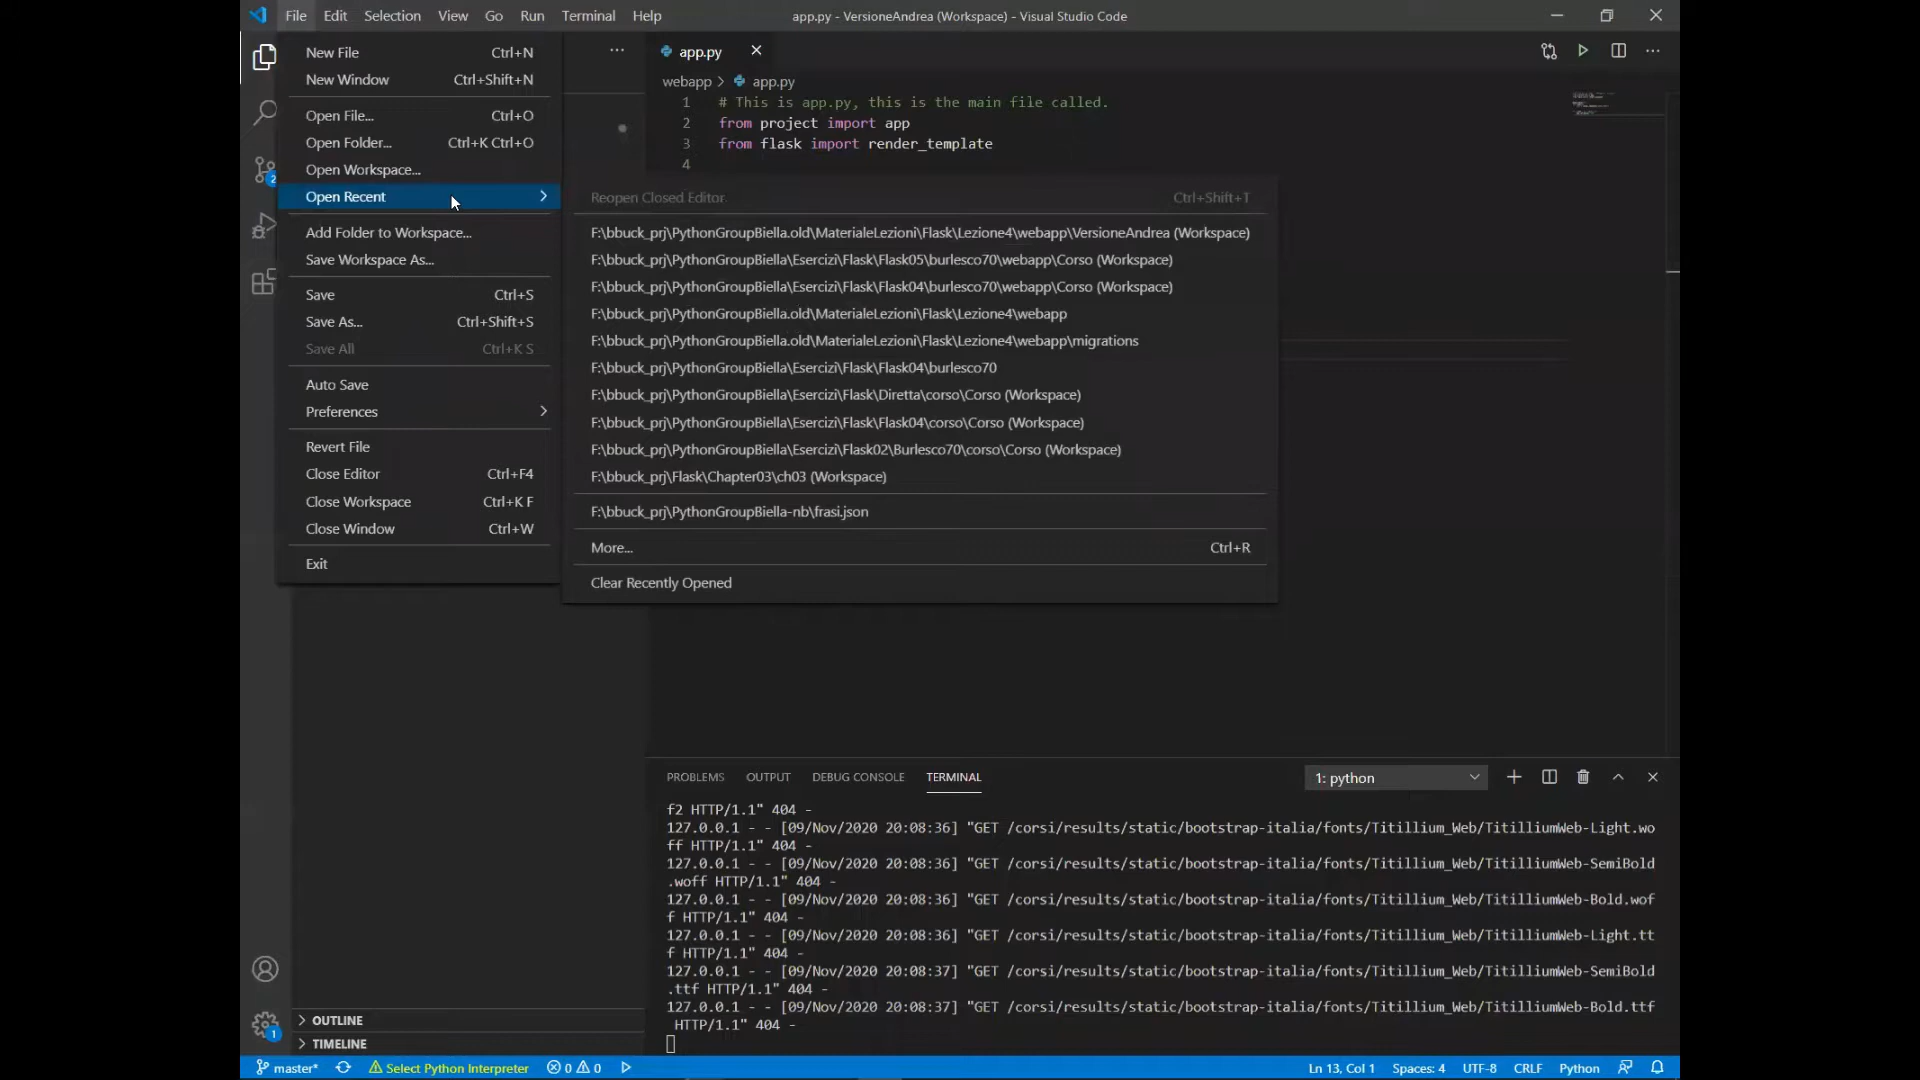 File Edit Selection View Go Run Terminal Help
app.py - VersioneAndrea (Workspace) - Visual Studio Code
New File Ctrl+N
New Window Ctrl+Shift+N
Open File... Ctrl+O
Open Folder... Ctrl+K Ctrl+O
Open Workspace...
Open Recent
Add Folder to Workspace...
Save Workspace As...
Save Ctrl+S
Save As... Ctrl+Shift+S
Save All Ctrl+K S
Auto Save
Preferences
Revert File
Close Editor Ctrl+F4
Close Workspace Ctrl+K F
Close Window Ctrl+W
Exit
Reopen Closed Editor Ctrl+Shift+T
F:\bbuck_prj\PythonGroupBiella.old\MaterialeLezioni\Flask\Lezione4\webapp\VersioneAndrea (Workspace)
F:\bbuck_prj\PythonGroupBiella\Esercizi\Flask\Flask05\burlesco70\webapp\Corso (Workspace)
F:\bbuck_prj\PythonGroupBiella\Esercizi\Flask\Flask04\burlesco70\webapp\Corso (Workspace)
F:\bbuck_prj\PythonGroupBiella.old\MaterialeLezioni\Flask\Lezione4\webapp
F:\bbuck_prj\PythonGroupBiella.old\MaterialeLezioni\Flask\Lezione4\webapp\migrations
F:\bbuck_prj\PythonGroupBiella\Esercizi\Flask\Flask04\burlesco70
F:\bbuck_prj\PythonGroupBiella\Esercizi\Flask\Diretta\corso\Corso (Workspace)
F:\bbuck_prj\PythonGroupBiella\Esercizi\Flask\Flask04\corso\Corso (Workspace)
F:\bbuck_prj\PythonGroupBiella\Esercizi\Flask02\Burlesco70\corso\Corso (Workspace)
F:\bbuck_prj\Flask\Chapter03\ch03 (Workspace)
F:\bbuck_prj\PythonGroupBiella-nb\frasi.json
More... Ctrl+R
Clear Recently Opened
app.py
webapp > app.py
1 # This is app.py, this is the main file called.
2 from project import app
3 from flask import render_template
4
PROBLEMS OUTPUT DEBUG CONSOLE TERMINAL
1: python
f2 HTTP/1.1" 404 -
127.0.0.1 - - [09/Nov/2020 20:08:36] "GET /corsi/results/static/bootstrap-italia/fonts/Titillium_Web/TitilliumWeb-Light.wo
ff HTTP/1.1" 404 -
127.0.0.1 - - [09/Nov/2020 20:08:36] "GET /corsi/results/static/bootstrap-italia/fonts/Titillium_Web/TitilliumWeb-SemiBold
.woff HTTP/1.1" 404 -
127.0.0.1 - - [09/Nov/2020 20:08:36] "GET /corsi/results/static/bootstrap-italia/fonts/Titillium_Web/TitilliumWeb-Bold.wof
f HTTP/1.1" 404 -
127.0.0.1 - - [09/Nov/2020 20:08:36] "GET /corsi/results/static/bootstrap-italia/fonts/Titillium_Web/TitilliumWeb-Light.tt
f HTTP/1.1" 404 -
127.0.0.1 - - [09/Nov/2020 20:08:37] "GET /corsi/results/static/bootstrap-italia/fonts/Titillium_Web/TitilliumWeb-SemiBold
.ttf HTTP/1.1" 404 -
127.0.0.1 - - [09/Nov/2020 20:08:37] "GET /corsi/results/static/bootstrap-italia/fonts/Titillium_Web/TitilliumWeb-Bold.ttf
HTTP/1.1" 404 -
2
1
OUTLINE
TIMELINE
master* Select Python Interpreter 0 0
Ln 13, Col 1 Spaces: 4 UTF-8 CRLF Python